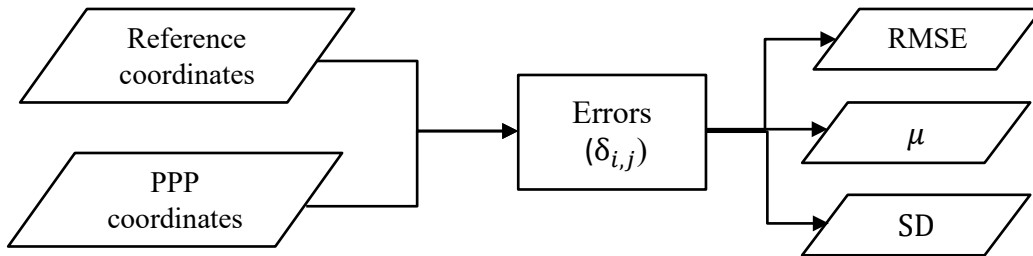 Reference
coordinates
PPP
coordinates
Errors
(δ_{i,j})
RMSE
μ
SD